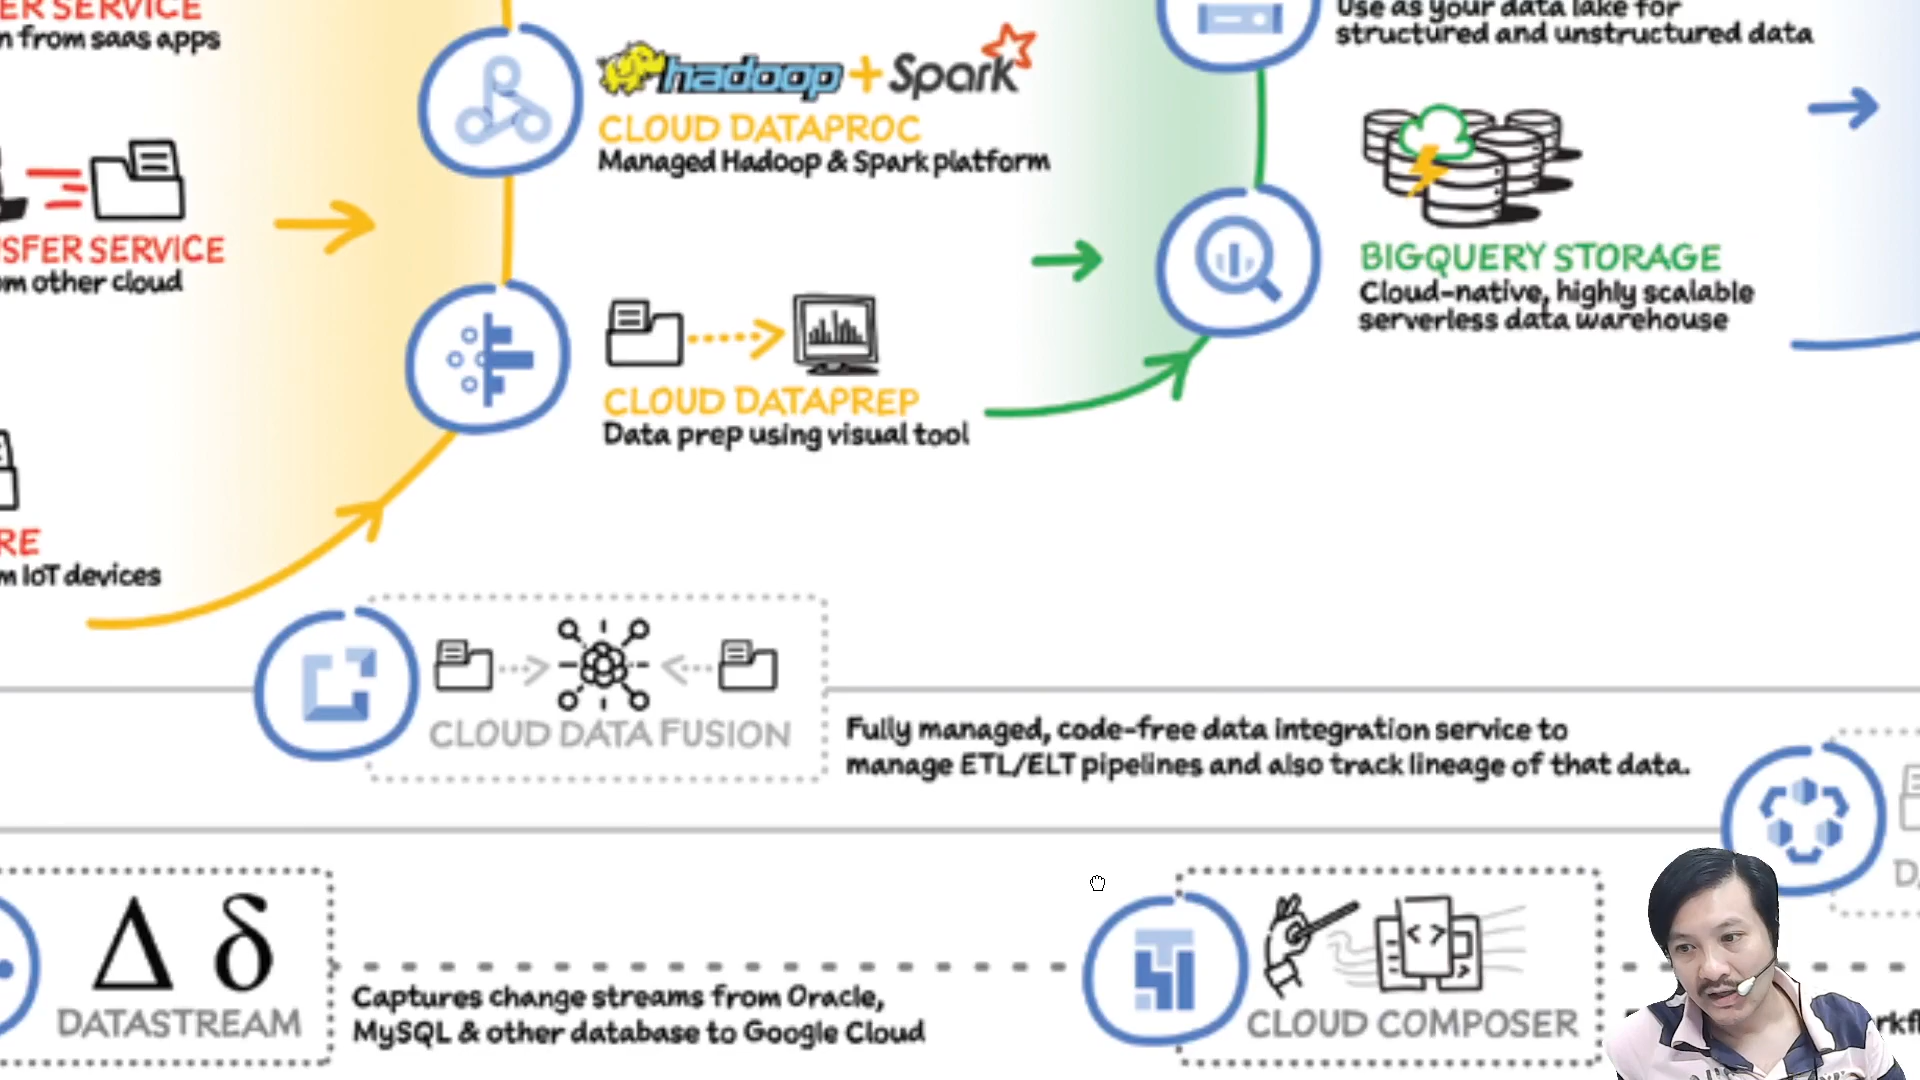 ER SERVICE
n from saas apps
SFER SERVICE
om other cloud
RE
m IoT devices
hadoop + Spark
CLOUD DATAPROC
Managed Hadoop & Spark platform
CLOUD DATAPREP
Data prep using visual tool
Use as your data lake for
structured and unstructured data
BIGQUERY STORAGE
Cloud-native, highly scalable
serverless data warehouse
CLOUD DATA FUSION
Fully managed, code-free data integration service to
manage ETL/ELT pipelines and also track lineage of that data.
Δ δ
DATASTREAM
Captures change streams from Oracle,
MySQL & other database to Google Cloud
< >
CLOUD COMPOSER